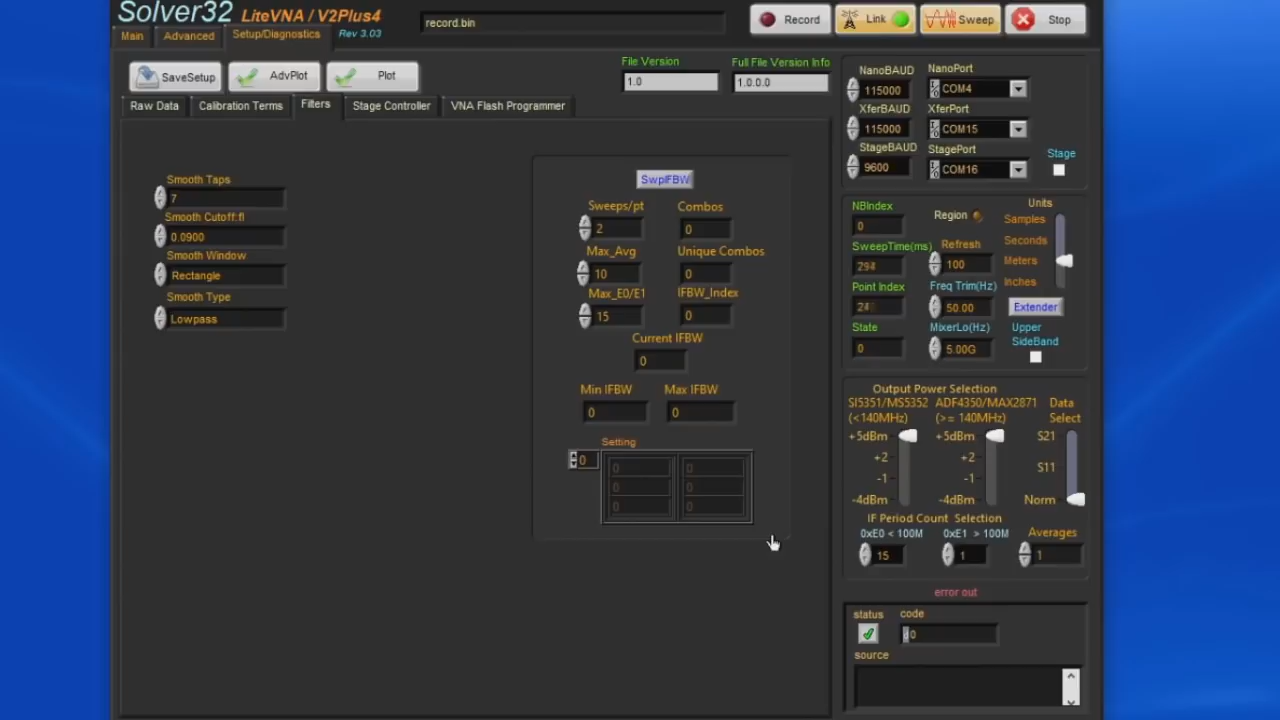 Solver32 LiteVNA / V2Plus4
Rev 3.03
record.bin
Record
Link
Sweep
Stop
Main
Advanced
Setup/Diagnostics
SaveSetup
AdvPlot
Plot
File Version
1.0
Full File Version Info
1.0.0.0
Raw Data
Calibration Terms
Filters
Stage Controller
VNA Flash Programmer
Smooth Taps
7
Smooth Cutoff:fl
0.0900
Smooth Window
Rectangle
Smooth Type
Lowpass
SwpIFBW
Sweeps/pt
2
Combos
0
Max_Avg
10
Unique Combos
0
Max_E0/E1
15
IFBW_Index
0
Current IFBW
0
Min IFBW
0
Max IFBW
0
Setting
0
0
0
0
0
0
0
NanoBAUD
115000
NanoPort
COM4
XferBAUD
115000
XferPort
COM15
StageBAUD
9600
StagePort
COM16
Stage
NBIndex
0
Region
Units
Samples
Seconds
Meters
Inches
SweepTime(ms)
Refresh
100
Point Index
Freq Trim(Hz)
50.00
Extender
State
0
MixerLo(Hz)
5.00G
Upper
SideBand
Output Power Selection
SI5351/MS5352
(<140MHz)
ADF4350/MAX2871
(>= 140MHz)
Data
Select
+5dBm
+2
-1
-4dBm
+5dBm
+2
-1
-4dBm
S21
S11
Norm
IF Period Count Selection
0xE0 < 100M
15
0xE1 > 100M
1
Averages
1
error out
status
code
0
source